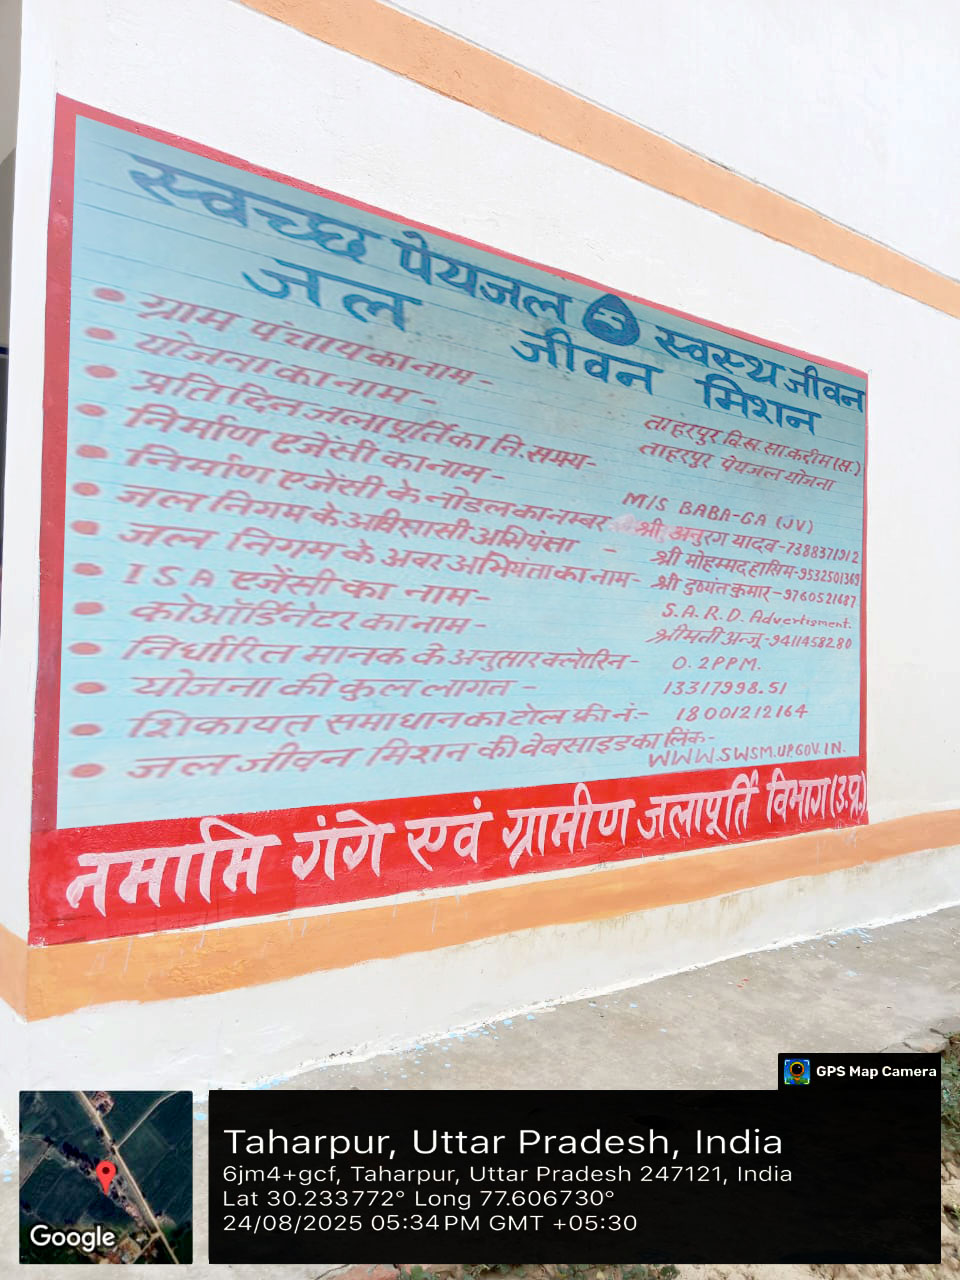 स्वच्छ पेयजल स्वस्थ जीवन
जल जीवन मिशन
ग्राम पंचाय का नाम - ताहरपुर वि.ख. सा.करीम (स.)
योजना का नाम - ताहरपुर पेयजल योजना
प्रति दिन जलापूर्ति का नि. समय-
निर्माण एजेंसी का नाम - M/S BABA-GA (JV)
निर्माण एजेंसी के नोडल का नम्बर - श्री अनुरग यादव-7388371912
जल निगम के अधिसासी अभियंता - श्री मोहम्मद हासिम-9532501369
जल निगम के अवर अभियंता का नाम - श्री दुष्यंत कुमार-9760521687
ISA एजेंसी का नाम - S.A.R.D. Advertisment.
कोऑर्डिनेटर का नाम - श्रीमती अन्जू-9411458280
निर्धारित मानक के अनुसार क्लोरिन - 0.2PPM.
योजना की कुल लागत - 13317998.51
शिकायत समाधान का टोल फ्री नं:- 18001212164
जल जीवन मिशन की वेबसाइड का लिंक:-
WWW.SWSM.UP.GOV.IN.
नमामि गंगे एवं ग्रामीण जलापूर्ति विभाग (उ.प्र.)
GPS Map Camera
Taharpur, Uttar Pradesh, India
6jm4+gcf, Taharpur, Uttar Pradesh 247121, India
Lat 30.233772° Long 77.606730°
24/08/2025 05:34 PM GMT +05:30
Google